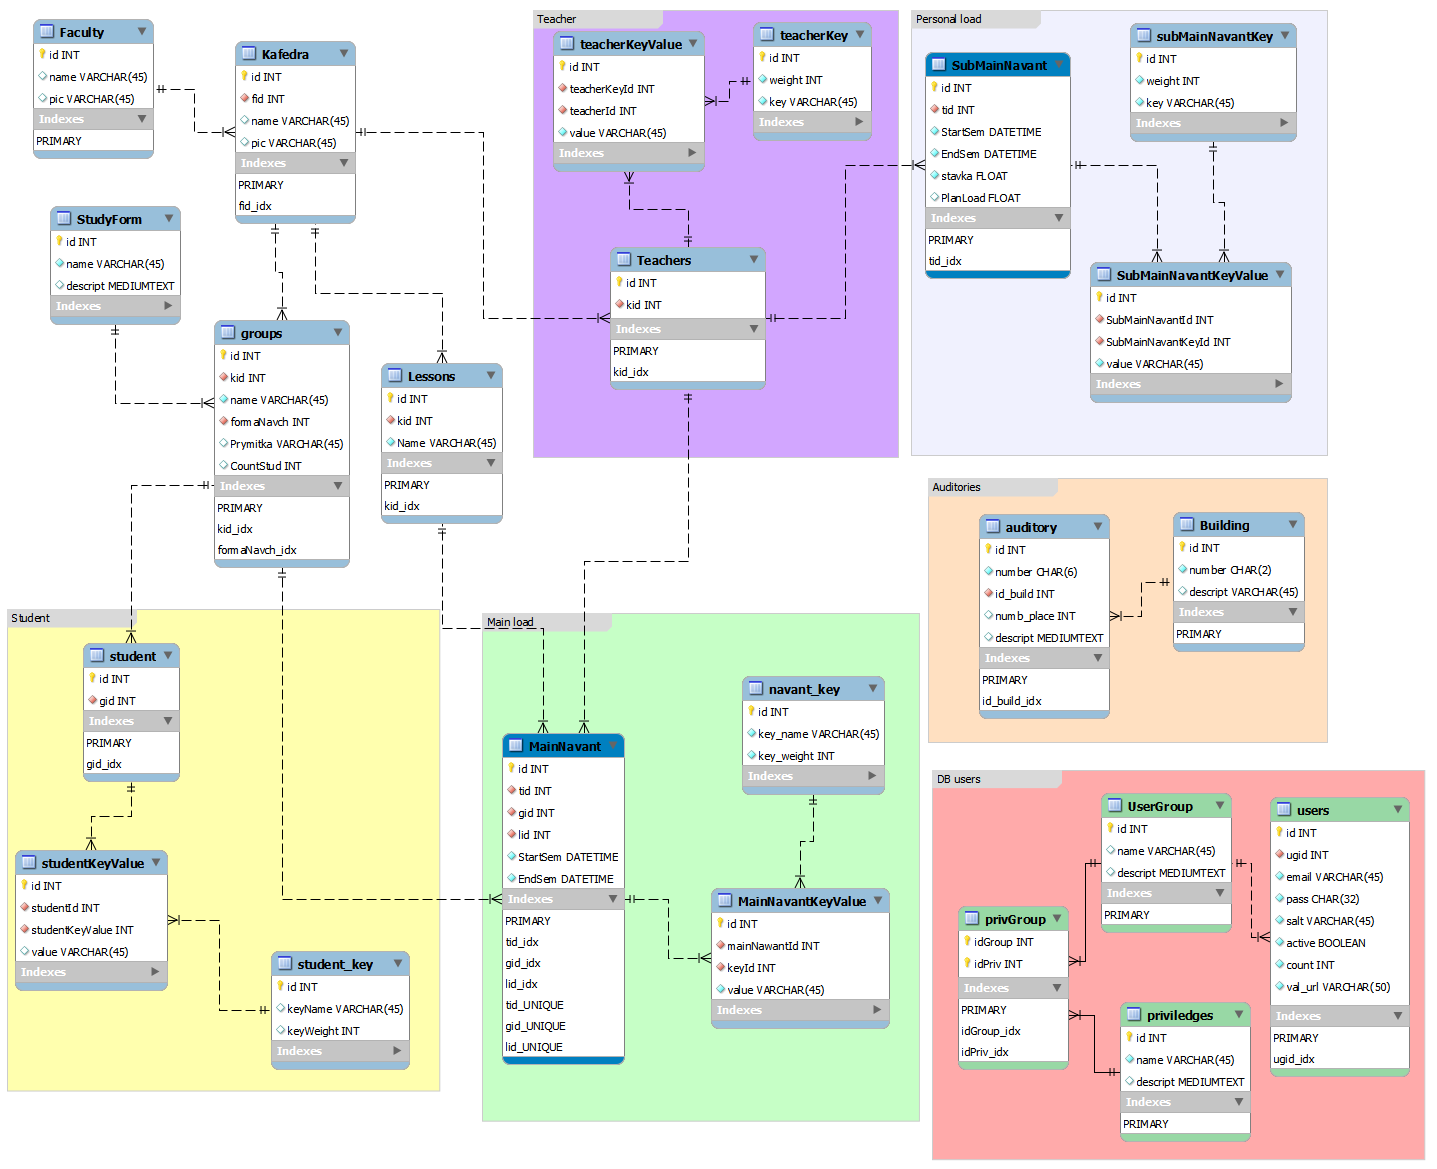 Faculty
id INT
name VARCHAR(45)
pic VARCHAR(45)
Indexes
PRIMARY
Kafedra
id INT
fid INT
name VARCHAR(45)
pic VARCHAR(45)
Indexes
PRIMARY
fid_idx
StudyForm
id INT
name VARCHAR(45)
descript MEDIUMTEXT
Indexes
groups
id INT
kid INT
name VARCHAR(45)
formaNavch INT
Prymitka VARCHAR(45)
CountStud INT
Indexes
PRIMARY
kid_idx
formaNavch_idx
Lessons
id INT
kid INT
Name VARCHAR(45)
Indexes
PRIMARY
kid_idx
Teacher
teacherKeyValue
id INT
teacherKeyId INT
teacherId INT
value VARCHAR(45)
Indexes
teacherKey
id INT
weight INT
key VARCHAR(45)
Indexes
Teachers
id INT
kid INT
Indexes
PRIMARY
kid_idx
Personal load
SubMainNavant
id INT
tid INT
StartSem DATETIME
EndSem DATETIME
stavka FLOAT
PlanLoad FLOAT
Indexes
PRIMARY
tid_idx
subMainNavantKey
id INT
weight INT
key VARCHAR(45)
Indexes
SubMainNavantKeyValue
id INT
SubMainNavantId INT
SubMainNavantKeyId INT
value VARCHAR(45)
Indexes
Auditories
auditory
id INT
number CHAR(6)
id_build INT
numb_place INT
descript MEDIUMTEXT
Indexes
PRIMARY
id_build_idx
Building
id INT
number CHAR(2)
descript VARCHAR(45)
Indexes
PRIMARY
Student
student
id INT
gid INT
Indexes
PRIMARY
gid_idx
studentKeyValue
id INT
studentId INT
studentKeyValue INT
value VARCHAR(45)
Indexes
student_key
id INT
keyName VARCHAR(45)
keyWeight INT
Indexes
Main load
MainNavant
id INT
tid INT
gid INT
lid INT
StartSem DATETIME
EndSem DATETIME
Indexes
PRIMARY
tid_idx
gid_idx
lid_idx
tid_UNIQUE
gid_UNIQUE
lid_UNIQUE
navant_key
id INT
key_name VARCHAR(45)
key_weight INT
Indexes
MainNavantKeyValue
id INT
mainNawantId INT
keyId INT
value VARCHAR(45)
Indexes
DB users
UserGroup
id INT
name VARCHAR(45)
descript MEDIUMTEXT
Indexes
PRIMARY
users
id INT
ugid INT
email VARCHAR(45)
pass CHAR(32)
salt VARCHAR(45)
active BOOLEAN
count INT
val_url VARCHAR(50)
Indexes
PRIMARY
ugid_idx
privGroup
idGroup INT
idPriv INT
Indexes
PRIMARY
idGroup_idx
idPriv_idx
priviledges
id INT
name VARCHAR(45)
descript MEDIUMTEXT
Indexes
PRIMARY